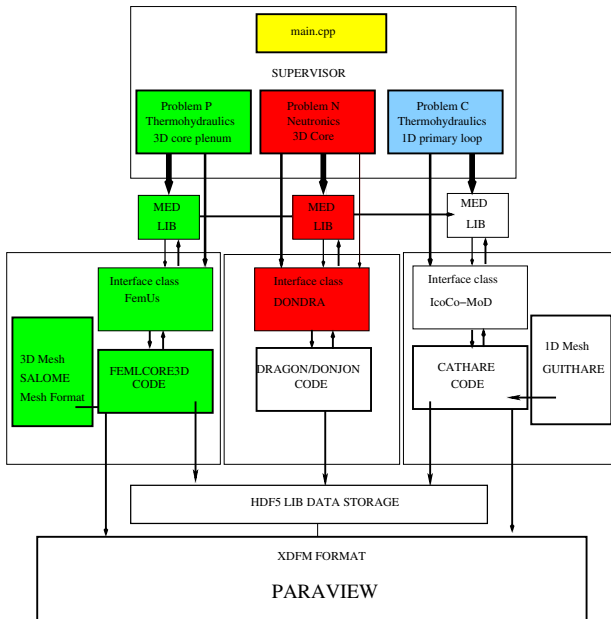 main.cpp
SUPERVISOR
Problem P
Thermohydraulics
3D core plenum
Problem N
Neutronics
3D Core
Problem C
Thermohydraulics
1D primary loop
MED
LIB
MED
LIB
MED
LIB
Interface class
FemUs
Interface class
DONDRA
Interface class
IcoCo−MoD
3D Mesh
SALOME
Mesh Format
FEMLCORE3D
CODE
DRAGON/DONJON
CODE
CATHARE
CODE
1D Mesh
GUITHARE
HDF5 LIB DATA STORAGE
XDFM FORMAT
PARAVIEW